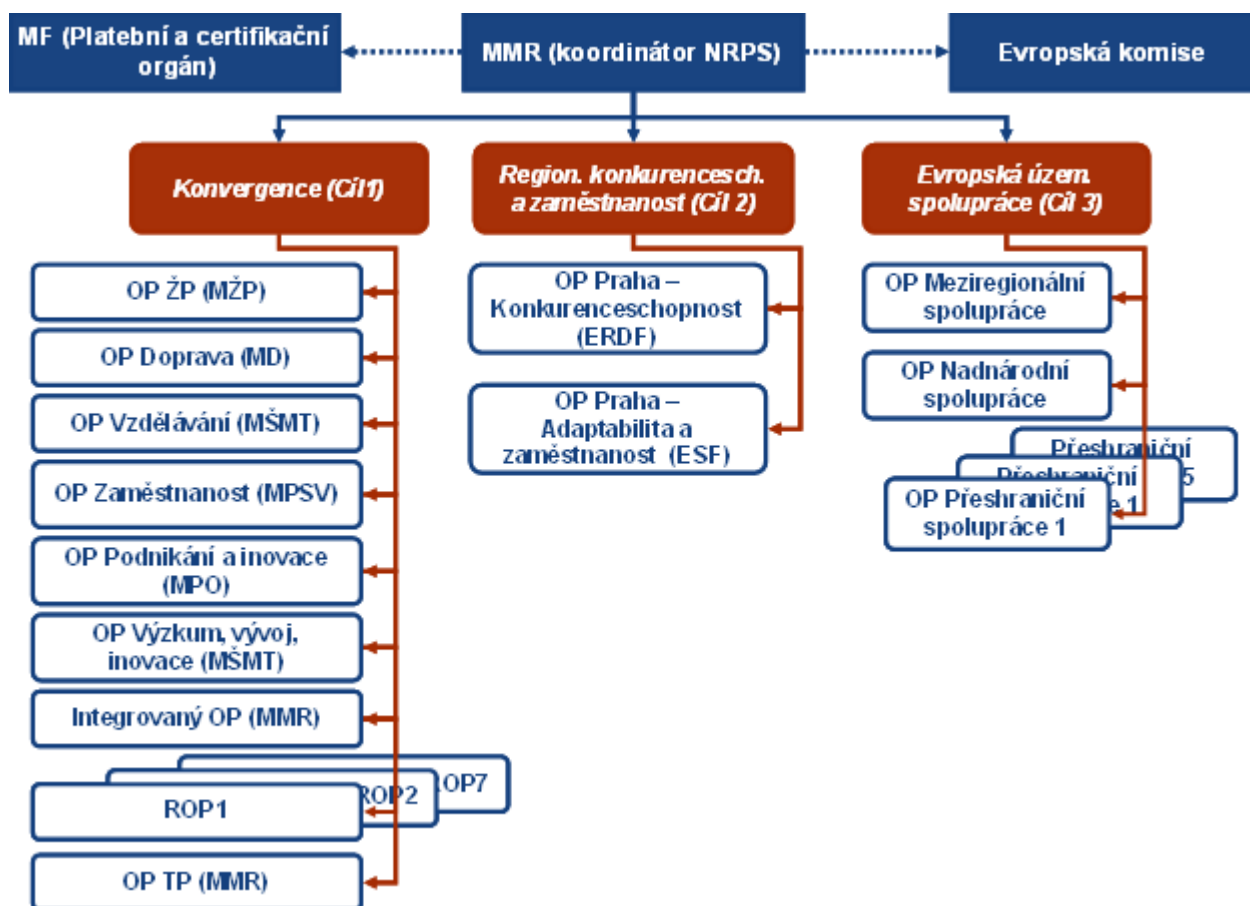 MF (Platební a certifikační
orgán)
MMR (koordinátor NRPS)
Evropská komise
Konvergence (Cíl1)
Region. konkurencesch.
a zaměstnanost (Cíl 2)
Evropská územ.
spolupráce (Cíl 3)
OP ŽP (MŽP)
OP Doprava (MD)
OP Vzdělávání (MŠMT)
OP Zaměstnanost (MPSV)
OP Podnikání a inovace
(MPO)
OP Výzkum, vývoj,
inovace (MŠMT)
Integrovaný OP (MMR)
ROP7
ROP2
ROP1
OP TP (MMR)
OP Praha –
Konkurenceschopnost
(ERDF)
OP Praha –
Adaptabilita a
zaměstnanost (ESF)
OP Meziregionální
spolupráce
OP Nadnárodní
spolupráce
Přeshraniční
5
Přeshraniční
e 1
OP Přeshraniční
spolupráce 1